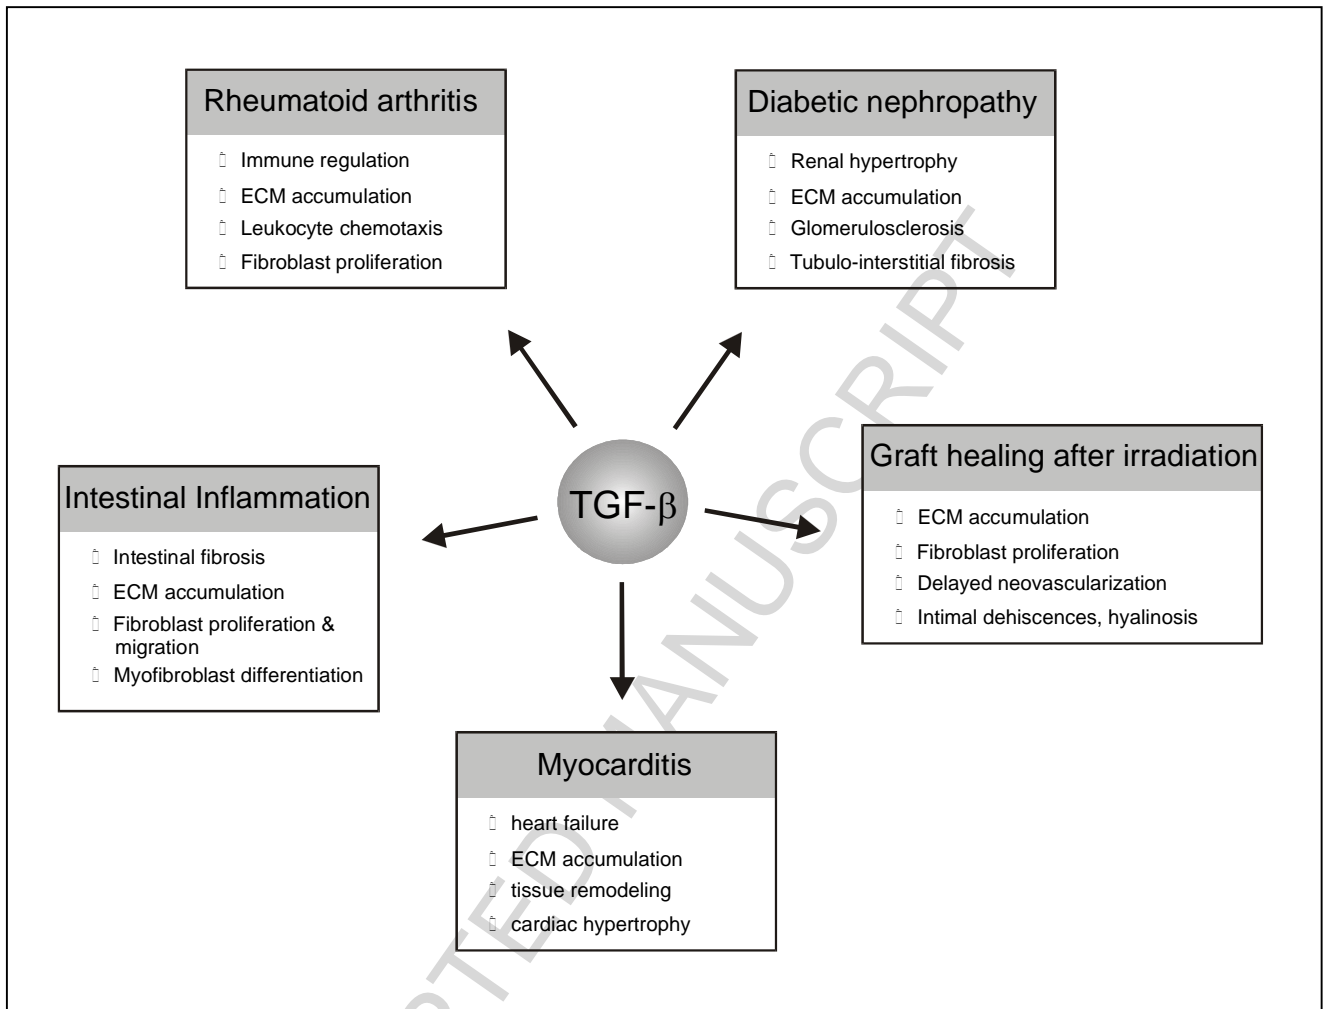 Rheumatoid arthritis
Immune regulation
ECM accumulation
Leukocyte chemotaxis
Fibroblast proliferation
Diabetic nephropathy
Renal hypertrophy
ECM accumulation
Glomerulosclerosis
Tubulo-interstitial fibrosis
TGF-β
Intestinal Inflammation
Intestinal fibrosis
ECM accumulation
Fibroblast proliferation &
migration
Myofibroblast differentiation
Graft healing after irradiation
ECM accumulation
Fibroblast proliferation
Delayed neovascularization
Intimal dehiscences, hyalinosis
Myocarditis
heart failure
ECM accumulation
tissue remodeling
cardiac hypertrophy
PTED MANUSCRIPT